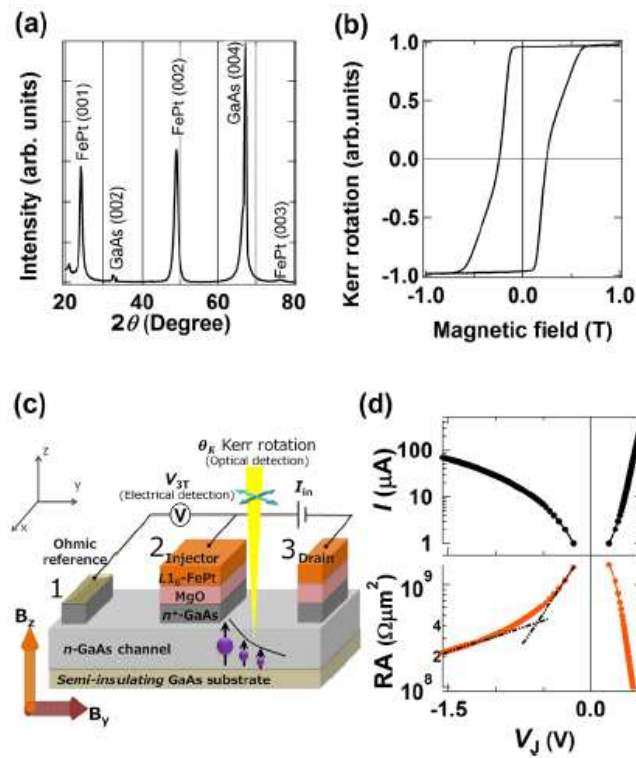 (a)
Intensity (arb. units)
FePt (001)
GaAs (002)
FePt (002)
GaAs (004)
FePt (003)
20 40 60 80
2θ (Degree)
(b)
Kerr rotation (arb.units)
1.0
0.5
0.0
-0.5
-1.0
-1.0 0.0 1.0
Magnetic field (T)
(c)
z
y
x
θK Kerr rotation
(Optical detection)
V3T
(Electrical detection)
Iin
V
Ohmic
reference
1
2
Injector
L10-FePt
MgO
n+-GaAs
3
Drain
n-GaAs channel
Semi-insulating GaAs substrate
Bz
By
(d)
I (μA)
100
10
1
RA (Ωμm2)
109
4
2
108
-1.5 0.0
VJ (V)